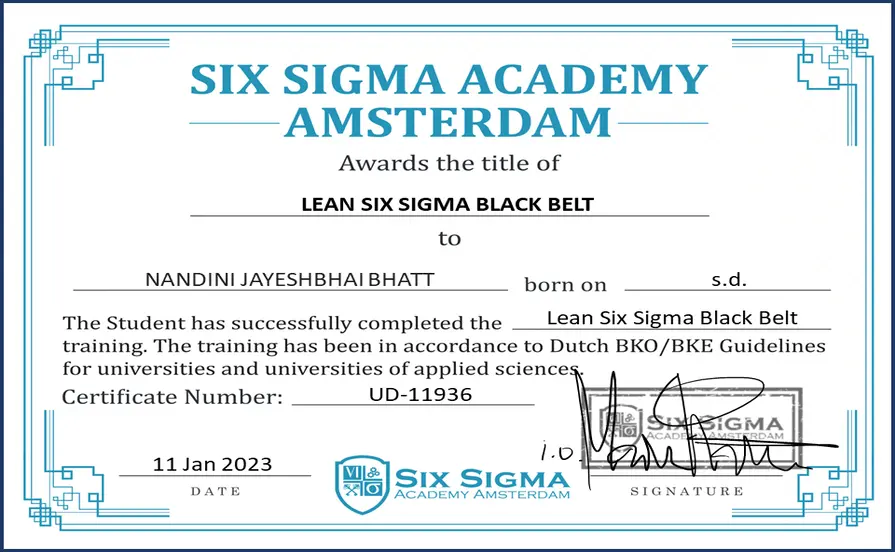 SIX SIGMA ACADEMY
AMSTERDAM
Awards the title of
LEAN SIX SIGMA BLACK BELT
to
NANDINI JAYESHBHAI BHATT born on s.d.
The Student has successfully completed the Lean Six Sigma Black Belt
training. The training has been in accordance to Dutch BKO/BKE Guidelines
for universities and universities of applied sciences.
Certificate Number: UD-11936
SIX SIGMA
ACADEMY AMSTERDAM
i.o.
11 Jan 2023
DATE
SIX SIGMA
ACADEMY AMSTERDAM
SIGNATURE